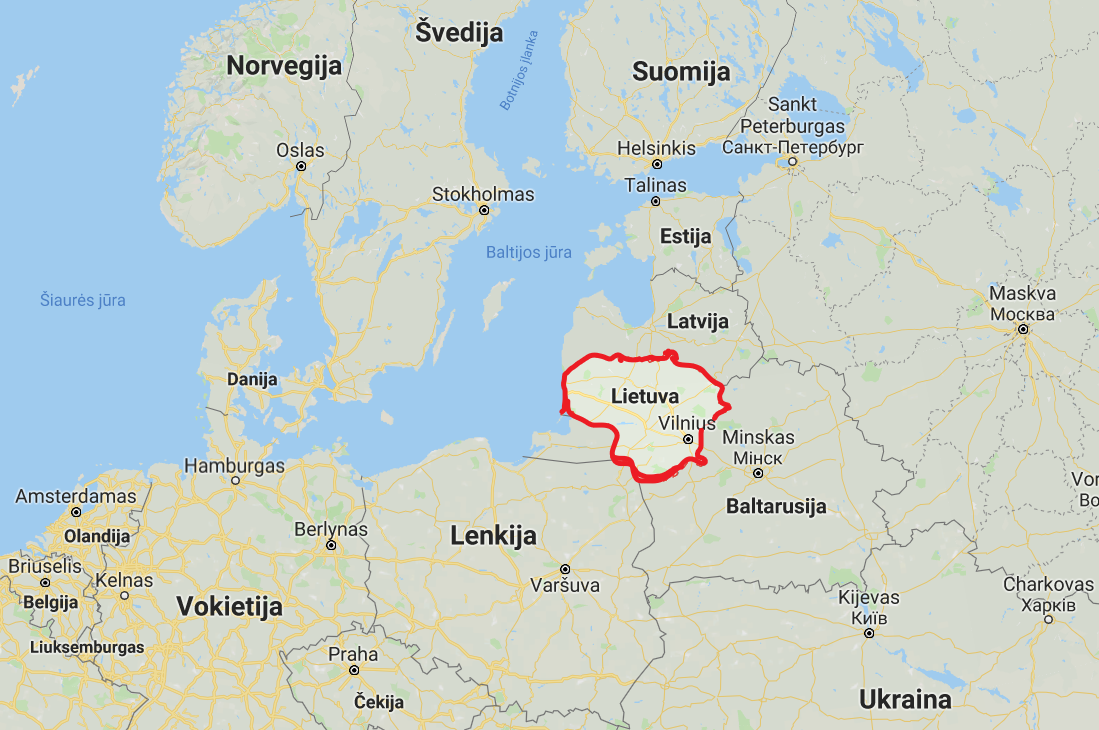 Švedija
Norvegija
Botnijos įlanka
Suomija
Sankt
Peterburgas
Санкт-Петербург
Oslas
Helsinkis
Talinas
Stokholmas
Estija
Baltijos jūra
Šiaurės jūra
Maskva
Москва
Latvija
Danija
Lietuva
Vilnius
Minskas
Мінск
Hamburgas
Amsterdamas
Baltarusija
Olandija
Berlynas
Lenkija
Briuselis
Kelnas
Varšuva
Belgija
Vokietija
Kijevas
Київ
Charkovas
Харків
Liuksemburgas
Praha
Čekija
Ukraina